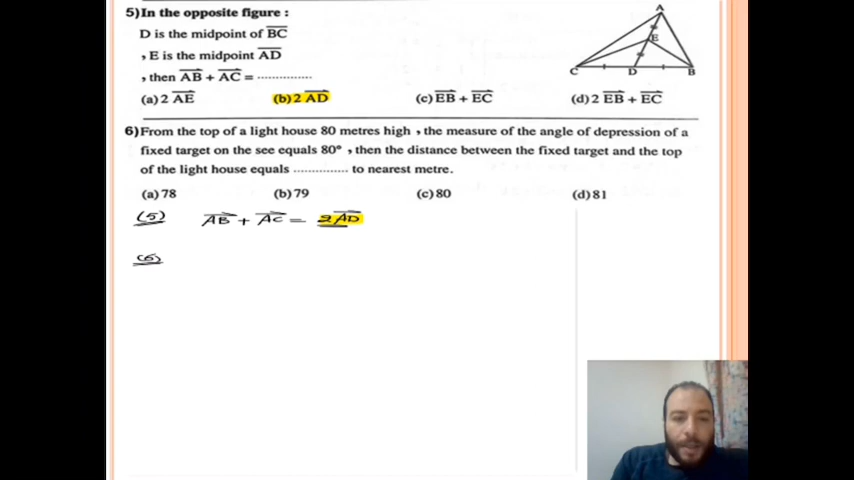 5)In the opposite figure :
D is the midpoint of BC
, E is the midpoint AD
, then AB + AC = ...............
(a) 2 AE (b) 2 AD (c) EB + EC (d) 2 EB + EC
A
E
C D B
6) From the top of a light house 80 metres high , the measure of the angle of depression of a
fixed target on the see equals 80° , then the distance between the fixed target and the top
of the light house equals ............... to nearest metre.
(a) 78 (b) 79 (c) 80 (d) 81
(5) AB + AC = 2AD
(6)